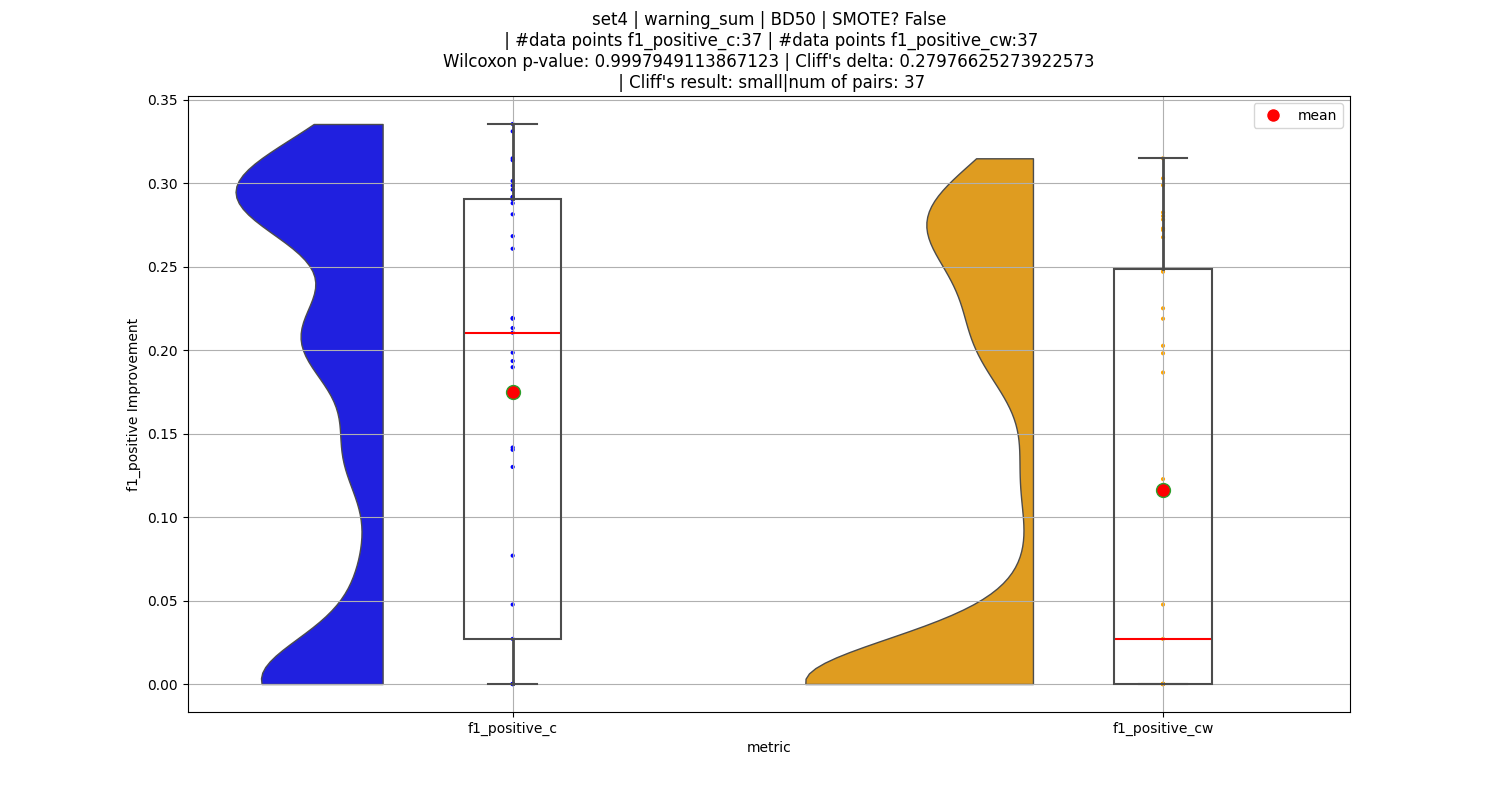 set4 | warning_sum | BD50 | SMOTE? False
| #data points f1_positive_c:37 | #data points f1_positive_cw:37
Wilcoxon p-value: 0.9997949113867123 | Cliff's delta: 0.27976625273922573
| Cliff's result: small|num of pairs: 37
mean
f1_positive Improvement
0.35
0.30
0.25
0.20
0.15
0.10
0.05
0.00
f1_positive_c
f1_positive_cw
metric